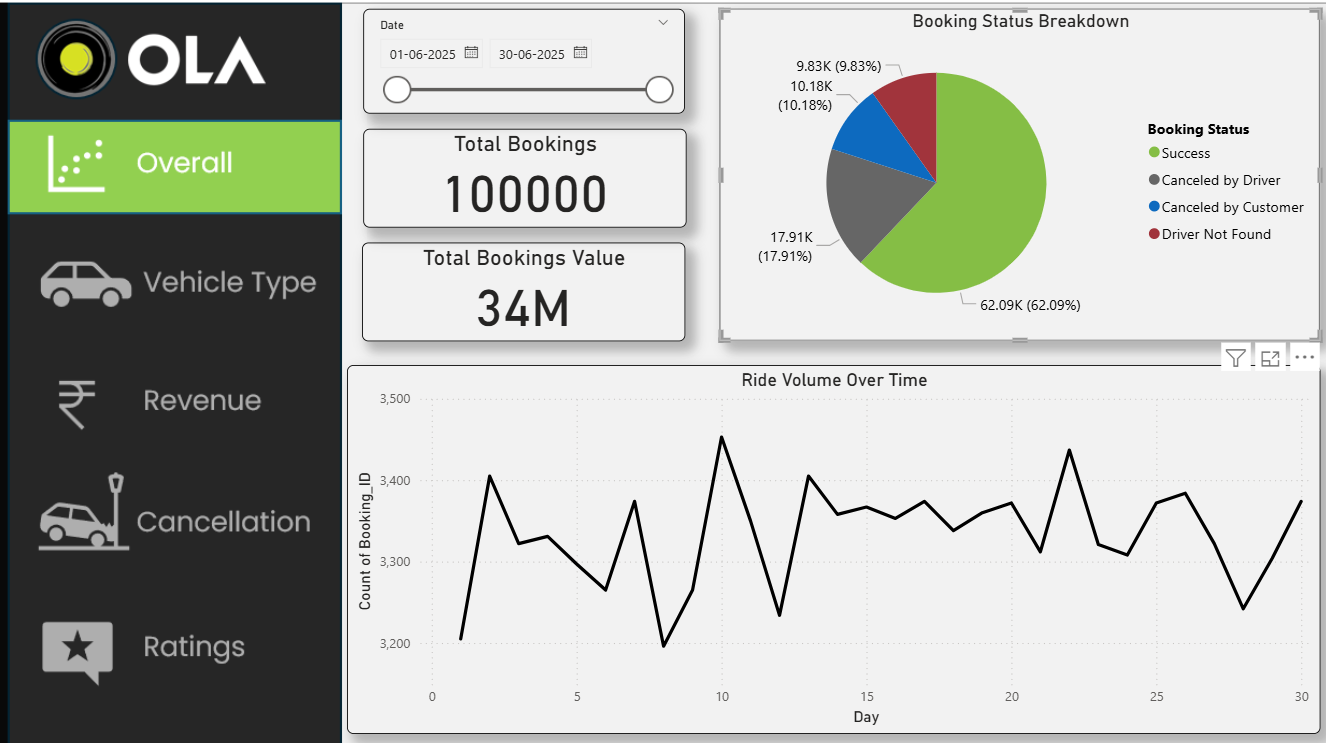 OLA
Overall
Vehicle Type
Revenue
Cancellation
Ratings
Date
01-06-2025
30-06-2025
Total Bookings
100000
Total Bookings Value
34M
Booking Status Breakdown
9.83K (9.83%)
10.18K
(10.18%)
17.91K
(17.91%)
62.09K (62.09%)
Booking Status
Success
Canceled by Driver
Canceled by Customer
Driver Not Found
Ride Volume Over Time
Count of Booking_ID
3,500
3,400
3,300
3,200
0
5
10
15
20
25
30
Day